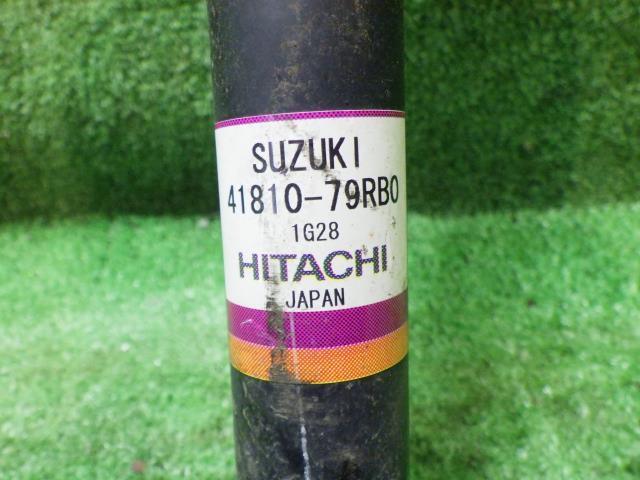 SUZUKI
41810-79RB0
1G28
HITACHI
JAPAN